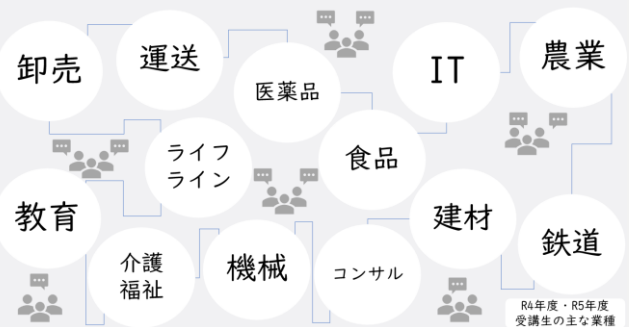 卸売
運送
医薬品
IT
農業
ライフ
ライン
食品
教育
介護
福祉
機械
コンサル
建材
鉄道
R4年度・R5年度
受講生の主な業種